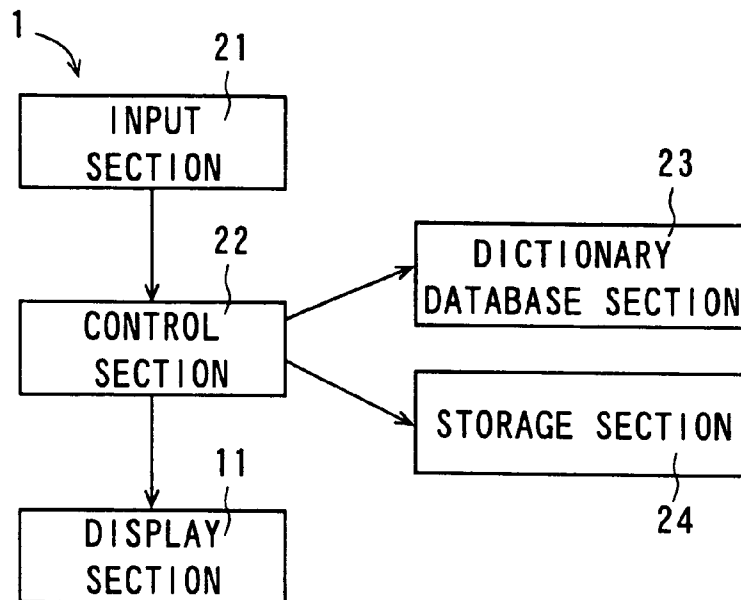 1
21
INPUT
SECTION
22
CONTROL
SECTION
23
DICTIONARY
DATABASE SECTION
STORAGE SECTION
24
11
DISPLAY
SECTION